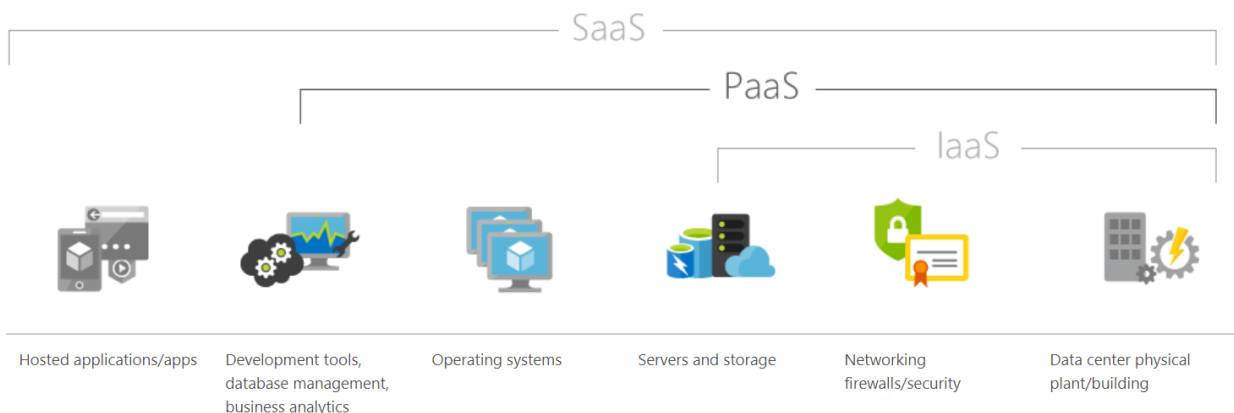 SaaS
PaaS
IaaS
Hosted applications/apps
Development tools,
database management,
business analytics
Operating systems
Servers and storage
Networking
firewalls/security
Data center physical
plant/building